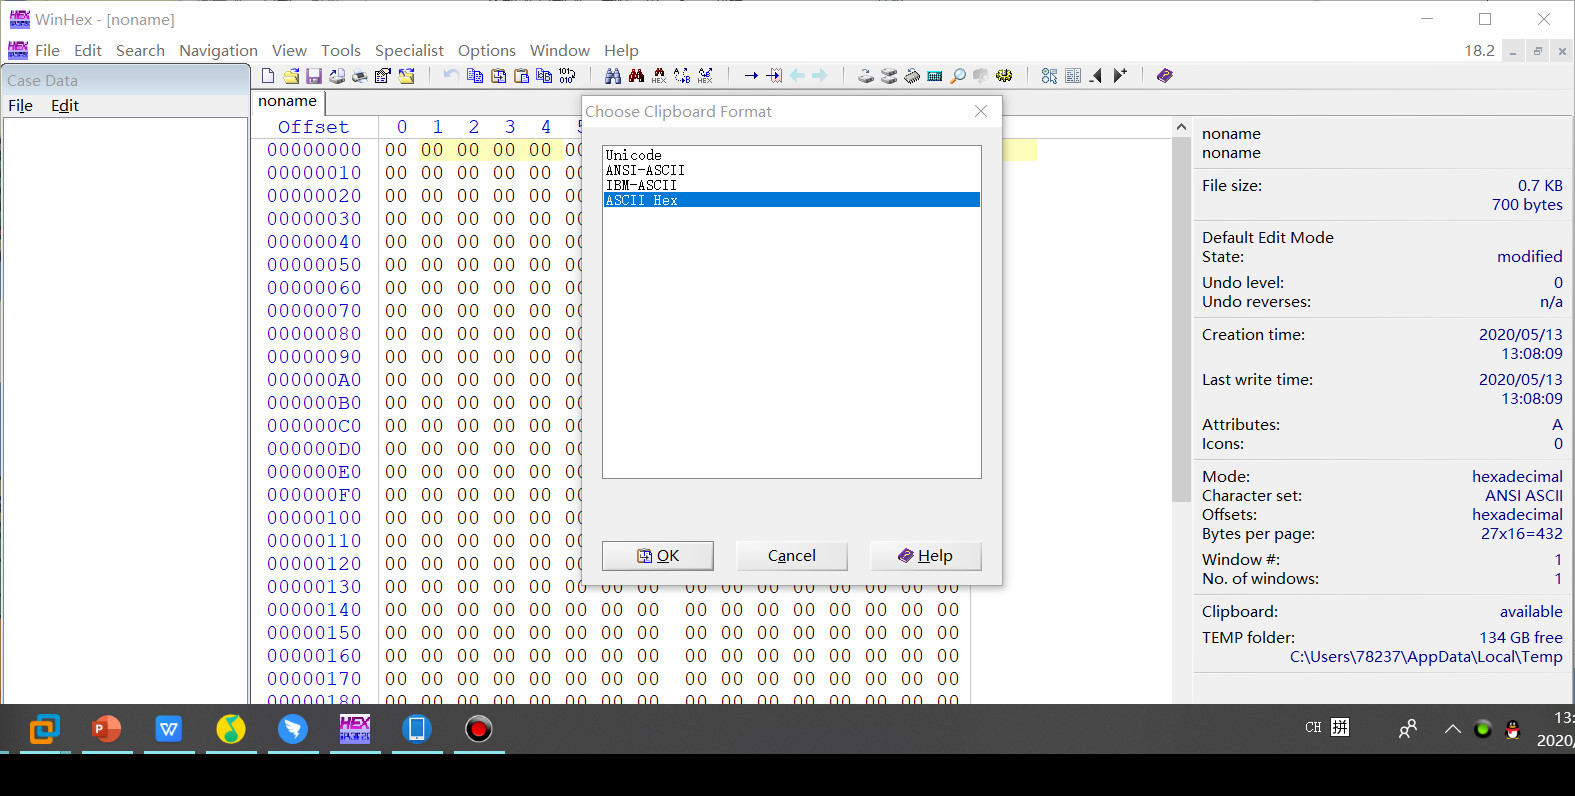 WinHex - [noname]
File Edit Search Navigation View Tools Specialist Options Window Help 18.2
Case Data
File Edit
noname
Offset 0 1 2 3 4
00000000 00 00 00 00 00 00
00000010 00 00 00 00 00
00000020 00 00 00 00 00
00000030 00 00 00 00 00
00000040 00 00 00 00 00
00000050 00 00 00 00 00
00000060 00 00 00 00 00
00000070 00 00 00 00 00
00000080 00 00 00 00 00
00000090 00 00 00 00 00
000000A0 00 00 00 00 00
000000B0 00 00 00 00 00
000000C0 00 00 00 00 00
000000D0 00 00 00 00 00
000000E0 00 00 00 00 00
000000F0 00 00 00 00 00
00000100 00 00 00 00 00
00000110 00 00 00 00 00
00000120 00 00 00 00 00
00000130 00 00 00 00 00 00 00 00 00 00 00 00 00 00 00 00
00000140 00 00 00 00 00 00 00 00 00 00 00 00 00 00 00 00
00000150 00 00 00 00 00 00 00 00 00 00 00 00 00 00 00 00
00000160 00 00 00 00 00 00 00 00 00 00 00 00 00 00 00 00
00000170 00 00 00 00 00 00 00 00 00 00 00 00 00 00 00 00
00000180 00 00 00 00 00 00 00 00 00 00 00 00 00 00 00 00
Choose Clipboard Format
Unicode
ANSI-ASCII
IBM-ASCII
ASCII Hex
OK Cancel Help
noname
noname
File size: 0.7 KB
700 bytes
Default Edit Mode
State: modified
Undo level: 0
Undo reverses: n/a
Creation time: 2020/05/13
13:08:09
Last write time: 2020/05/13
13:08:09
Attributes: A
Icons: 0
Mode: hexadecimal
Character set: ANSI ASCII
Offsets: hexadecimal
Bytes per page: 27x16=432
Window #: 1
No. of windows: 1
Clipboard: available
TEMP folder: 134 GB free
C:\Users\78237\AppData\Local\Temp
CH 拼
13:
2020/